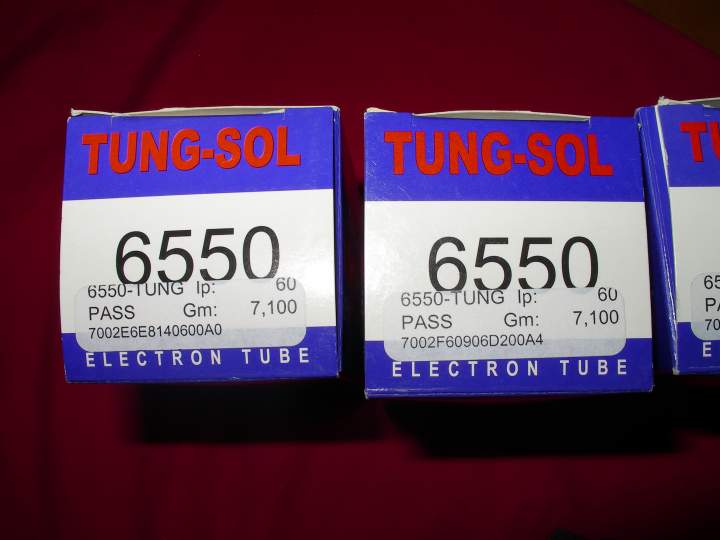 TUNG-SOL
6550
6550-TUNG Ip: 60
PASS Gm: 7,100
7002E6E8140600A0
ELECTRON TUBE
TUNG-SOL
6550
6550-TUNG Ip: 60
PASS Gm: 7,100
7002F60906D200A4
ELECTRON TUBE